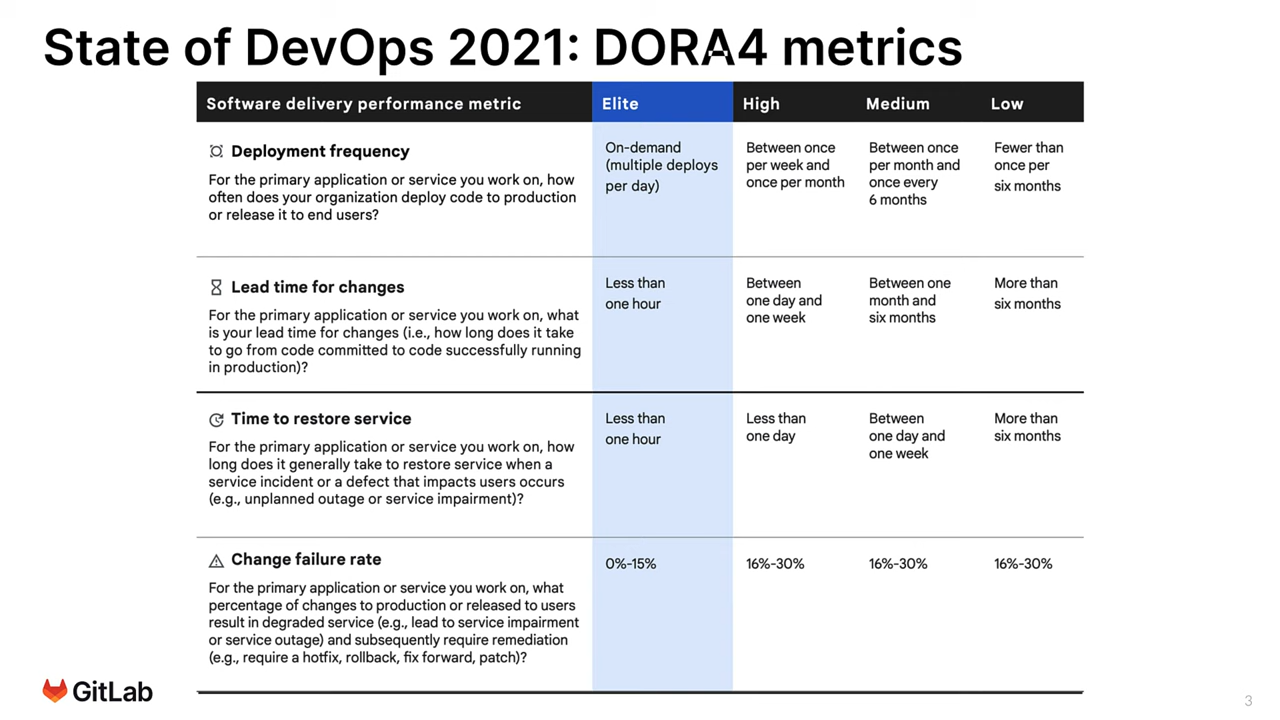 State of DevOps 2021: DORA4 metrics
Software delivery performance metric
Elite
High
Medium
Low
Deployment frequency
For the primary application or service you work on, how
often does your organization deploy code to production
or release it to end users?
On-demand
(multiple deploys
per day)
Between once
per week and
once per month
Between once
per month and
once every
6 months
Fewer than
once per
six months
Lead time for changes
For the primary application or service you work on, what
is your lead time for changes (i.e., how long does it take
to go from code committed to code successfully running
in production)?
Less than
one hour
Between
one day and
one week
Between one
month and
six months
More than
six months
Time to restore service
For the primary application or service you work on, how
long does it generally take to restore service when a
service incident or a defect that impacts users occurs
(e.g., unplanned outage or service impairment)?
Less than
one hour
Less than
one day
Between
one day and
one week
More than
six months
Change failure rate
For the primary application or service you work on, what
percentage of changes to production or released to users
result in degraded service (e.g., lead to service impairment
or service outage) and subsequently require remediation
(e.g., require a hotfix, rollback, fix forward, patch)?
0%-15%
16%-30%
16%-30%
16%-30%
GitLab
3